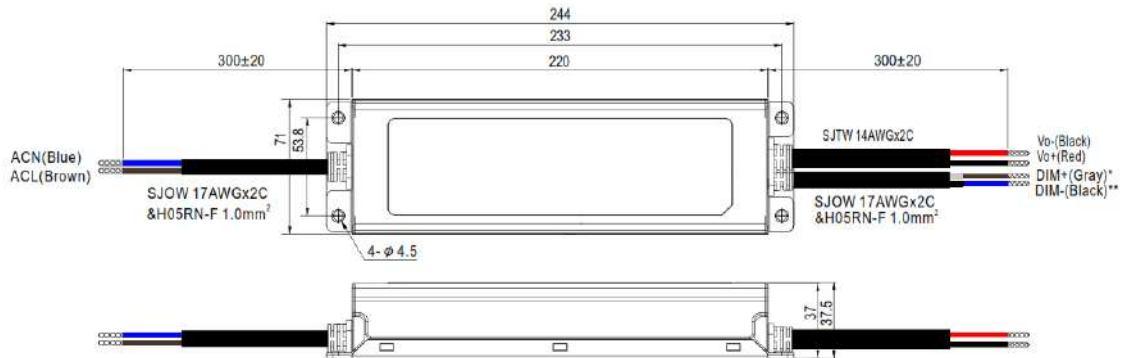 244
233
300±20
220
300±20
71
53.8
SJTW 14AWGx2C
Vo-(Black)
Vo+(Red)
ACN(Blue)
ACL(Brown)
DIM+(Gray)*
DIM-(Black)**
SJOW 17AWGx2C
&H05RN-F 1.0mm²
SJOW 17AWGx2C
&H05RN-F 1.0mm²
4- φ 4.5
37
37.5